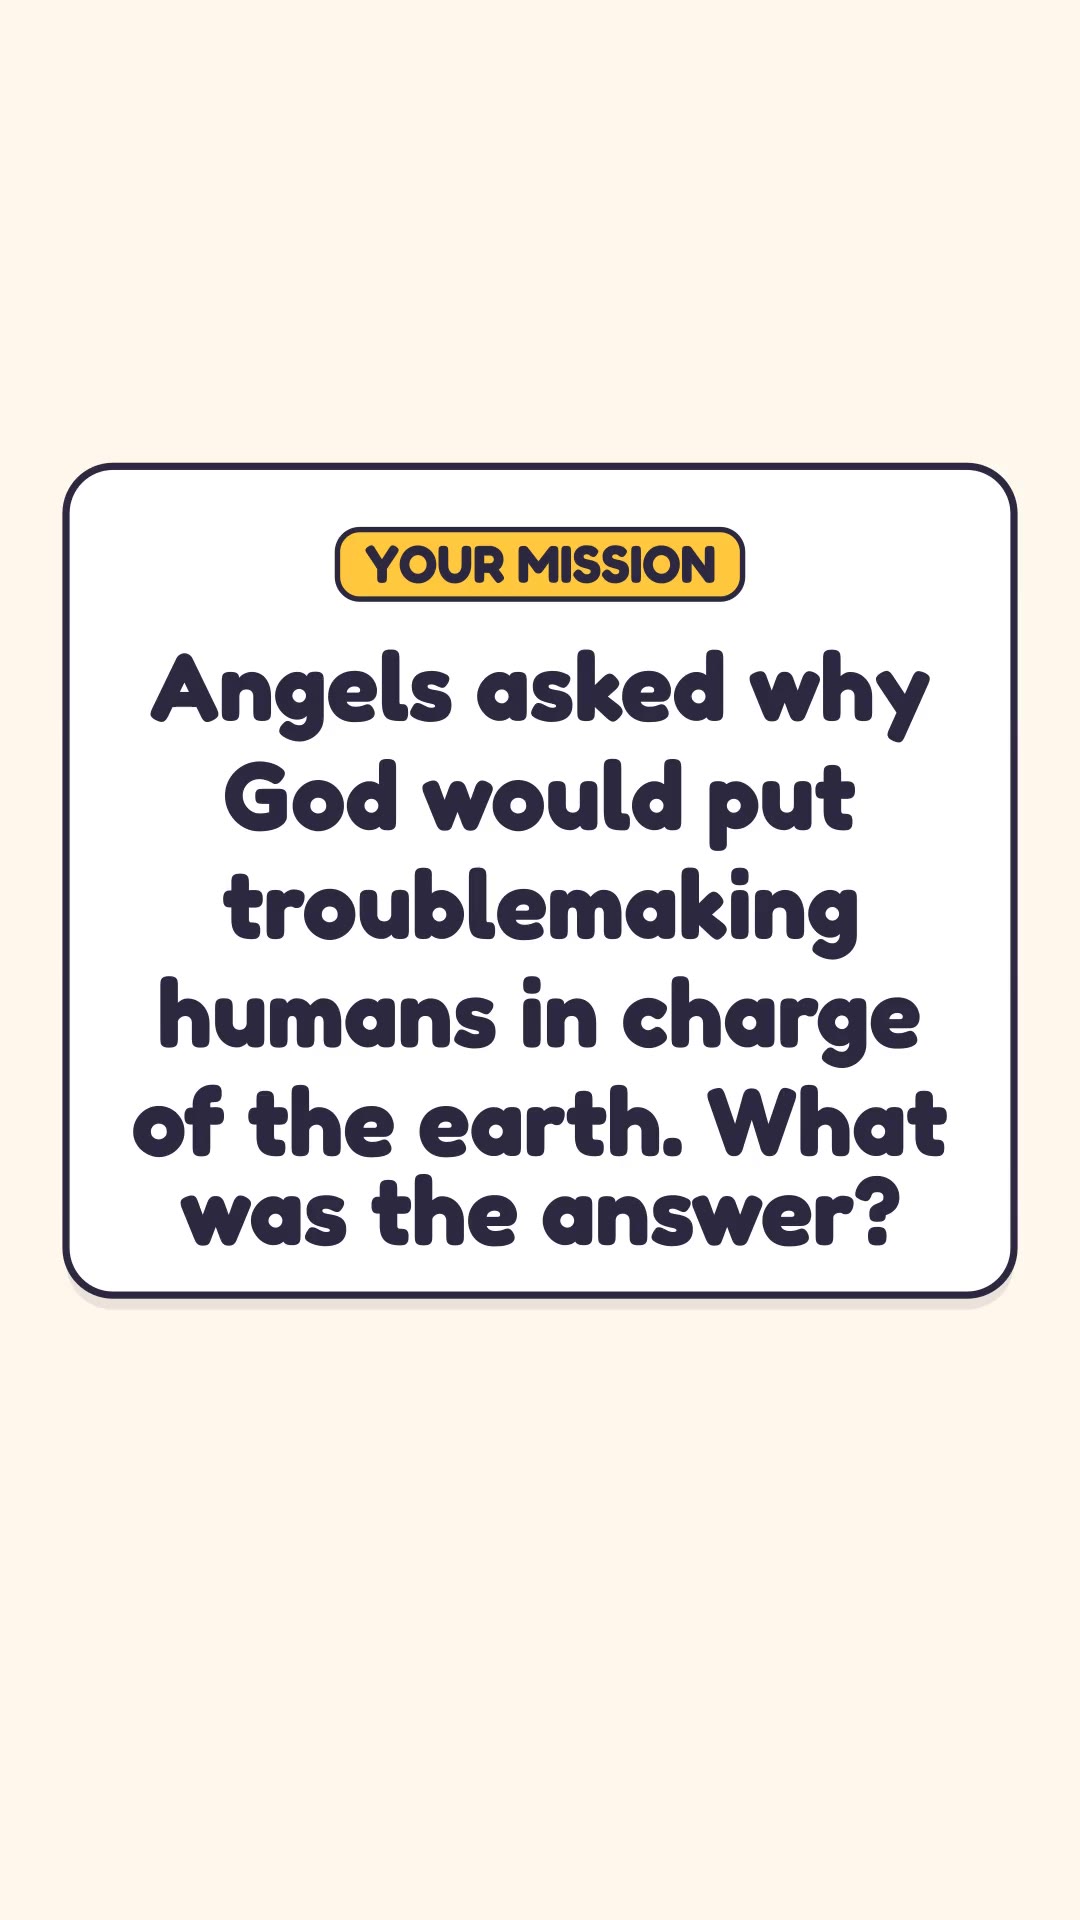 YOUR MISSION
Angels asked why
God would put
troublemaking
humans in charge
of the earth. What
was the answer?